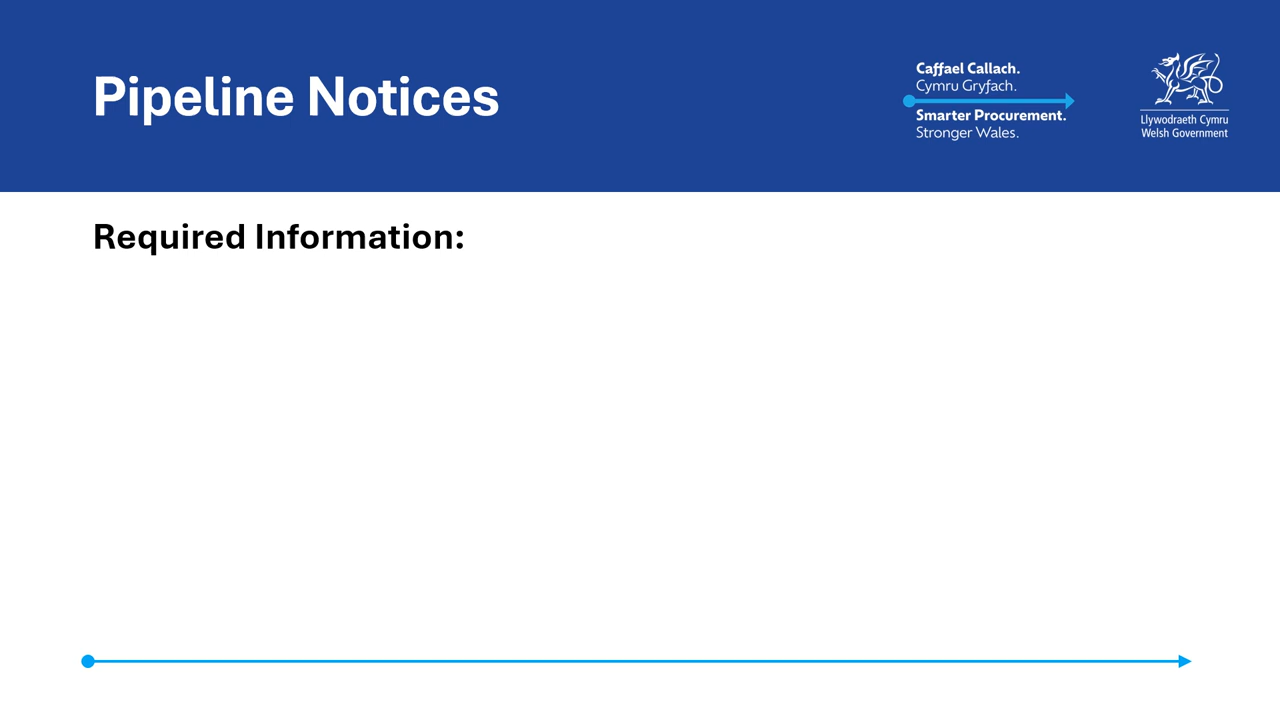 Pipeline Notices
Caffael Callach.
Cymru Gryfach.
Smarter Procurement.
Stronger Wales.
Llywodraeth Cymru
Welsh Government
Required Information: